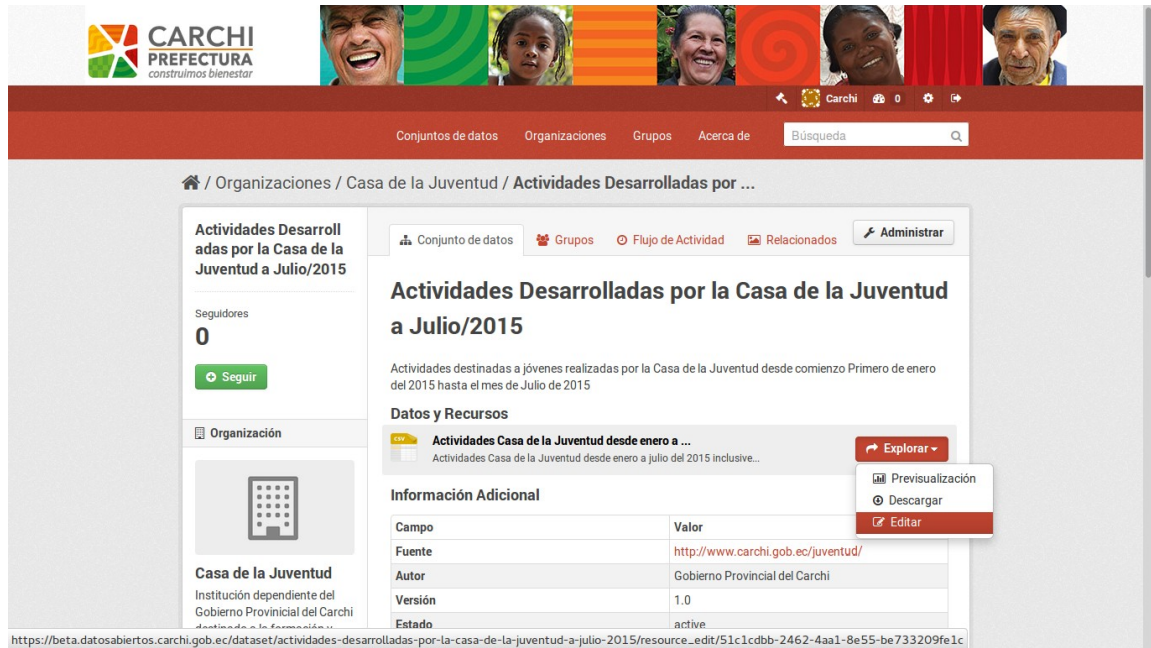 CARCHI
PREFECTURA
construimos bienestar
Carchi 0
Conjuntos de datos Organizaciones Grupos Acerca de Búsqueda
/ Organizaciones / Casa de la Juventud / Actividades Desarrolladas por ...
Actividades Desarroll
adas por la Casa de la
Juventud a Julio/2015
Seguidores
0
Seguir
Organización
Casa de la Juventud
Institución dependiente del
Gobierno Provinicial del Carchi
destinada a la formación y
Conjunto de datos Grupos Flujo de Actividad Relacionados Administrar
Actividades Desarrolladas por la Casa de la Juventud
a Julio/2015
Actividades destinadas a jóvenes realizadas por la Casa de la Juventud desde comienzo Primero de enero
del 2015 hasta el mes de Julio de 2015
Datos y Recursos
CSV
Actividades Casa de la Juventud desde enero a ...
Actividades Casa de la Juventud desde enero a julio del 2015 inclusive...
Explorar
Previsualización
Descargar
Editar
Información Adicional
Campo Valor
Fuente http://www.carchi.gob.ec/juventud/
Autor Gobierno Provincial del Carchi
Versión 1.0
Estado active
https://beta.datosabiertos.carchi.gob.ec/dataset/actividades-desarrolladas-por-la-casa-de-la-juventud-a-julio-2015/resource_edit/51c1cdbb-2462-4aa1-8e55-be733209fe1c